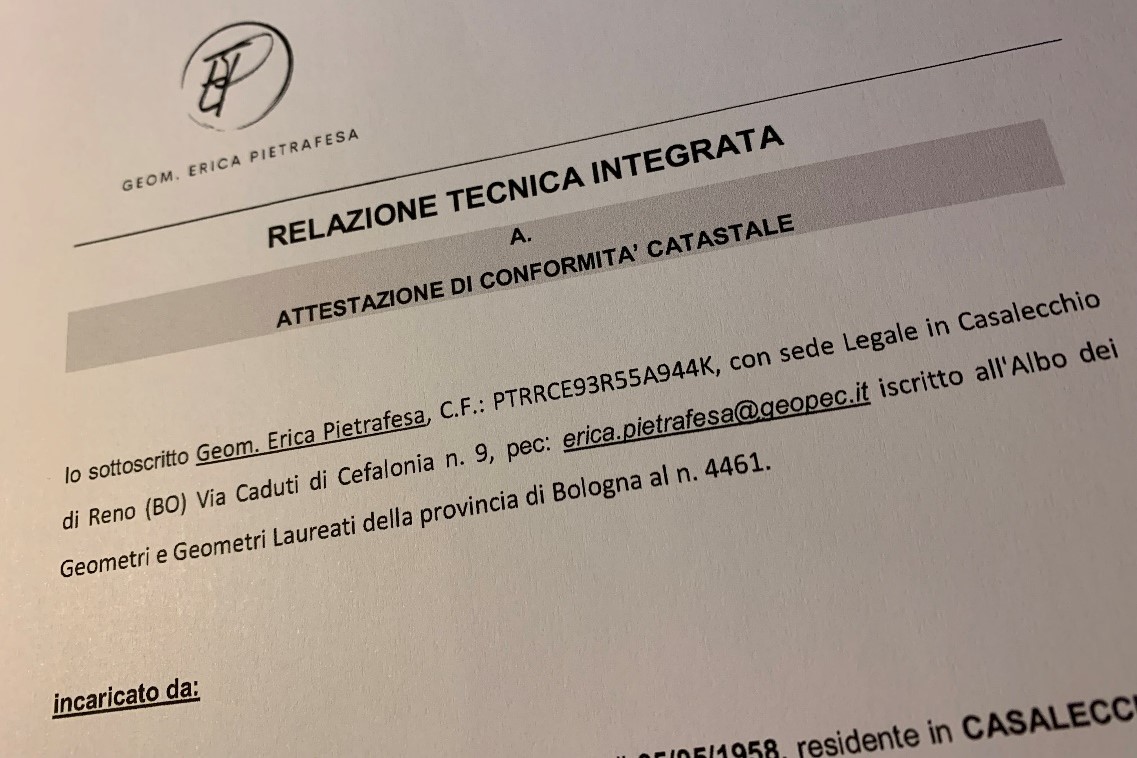 GEOM. ERICA PIETRAFESA
RELAZIONE TECNICA INTEGRATA
A.
ATTESTAZIONE DI CONFORMITA' CATASTALE
Io sottoscritto Geom. Erica Pietrafesa, C.F.: PTRRCE93R55A944K, con sede Legale in Casalecchio
di Reno (BO) Via Caduti di Cefalonia n. 9, pec: erica.pietrafesa@geopec.it iscritto all'Albo dei
Geometri e Geometri Laureati della provincia di Bologna al n. 4461.
incaricato da:
/05/1958, residente in CASALECC